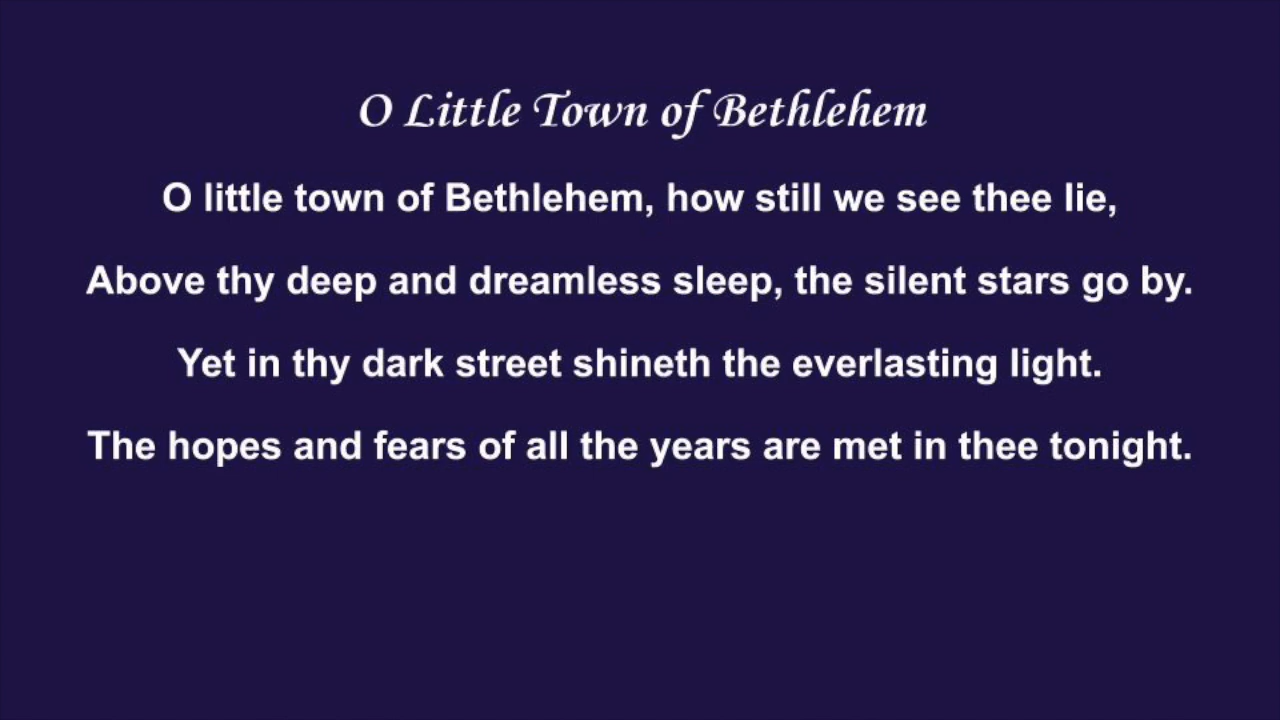 O Little Town of Bethlehem
O little town of Bethlehem, how still we see thee lie,
Above thy deep and dreamless sleep, the silent stars go by.
Yet in thy dark street shineth the everlasting light.
The hopes and fears of all the years are met in thee tonight.